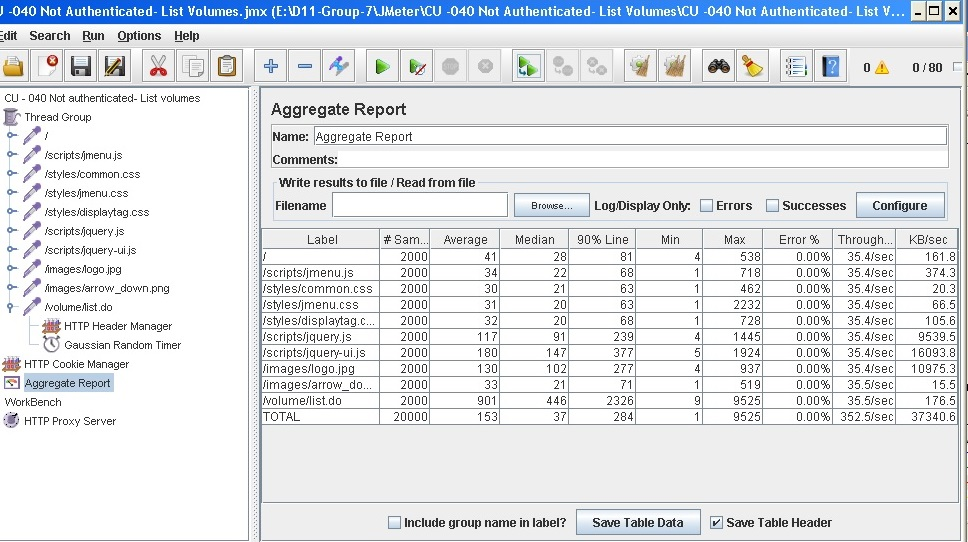 U -040 Not Authenticated- List Volumes.jmx (E:\D11-Group-7\JMeter\CU -040 Not Authenticated- List Volumes\CU -040 Not Authenticated- List V...
Edit Search Run Options Help
0 0 / 80
CU - 040 Not authenticated- List volumes
Thread Group
/
/scripts/jmenu.js
/styles/common.css
/styles/jmenu.css
/styles/displaytag.css
/scripts/jquery.js
/scripts/jquery-ui.js
/images/logo.jpg
/images/arrow_down.png
/volume/list.do
HTTP Header Manager
Gaussian Random Timer
HTTP Cookie Manager
Aggregate Report
WorkBench
HTTP Proxy Server
Aggregate Report
Name: Aggregate Report
Comments:
Write results to file / Read from file
Filename Browse... Log/Display Only: Errors Successes Configure
Label # Sam... Average Median 90% Line Min Max Error % Through... KB/sec
/ 2000 41 28 81 4 538 0.00% 35.4/sec 161.8
/scripts/jmenu.js 2000 34 22 68 1 718 0.00% 35.4/sec 374.3
/styles/common.css 2000 30 21 63 1 462 0.00% 35.4/sec 20.3
/styles/jmenu.css 2000 31 20 63 1 2232 0.00% 35.4/sec 66.5
/styles/displaytag.c... 2000 32 20 68 1 728 0.00% 35.4/sec 105.6
/scripts/jquery.js 2000 117 91 239 4 1445 0.00% 35.4/sec 9539.5
/scripts/jquery-ui.js 2000 180 147 377 5 1924 0.00% 35.4/sec 16093.8
/images/logo.jpg 2000 130 102 277 4 937 0.00% 35.4/sec 10975.3
/images/arrow_do... 2000 33 21 71 1 519 0.00% 35.5/sec 15.5
/volume/list.do 2000 901 446 2326 9 9525 0.00% 35.5/sec 176.5
TOTAL 20000 153 37 284 1 9525 0.00% 352.5/sec 37340.6
Include group name in label? Save Table Data Save Table Header